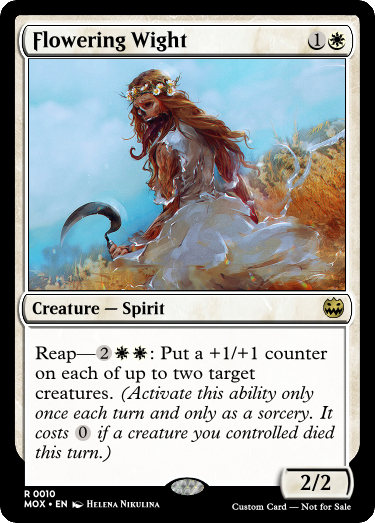 Flowering Wight 1
Creature — Spirit
Reap—2: Put a +1/+1 counter
on each of up to two target
creatures. (Activate this ability only
once each turn and only as a sorcery. It
costs 0 if a creature you controlled died
this turn.)
2/2
R 0010
MOX • EN Helena Nikulina
Custom Card — Not for Sale